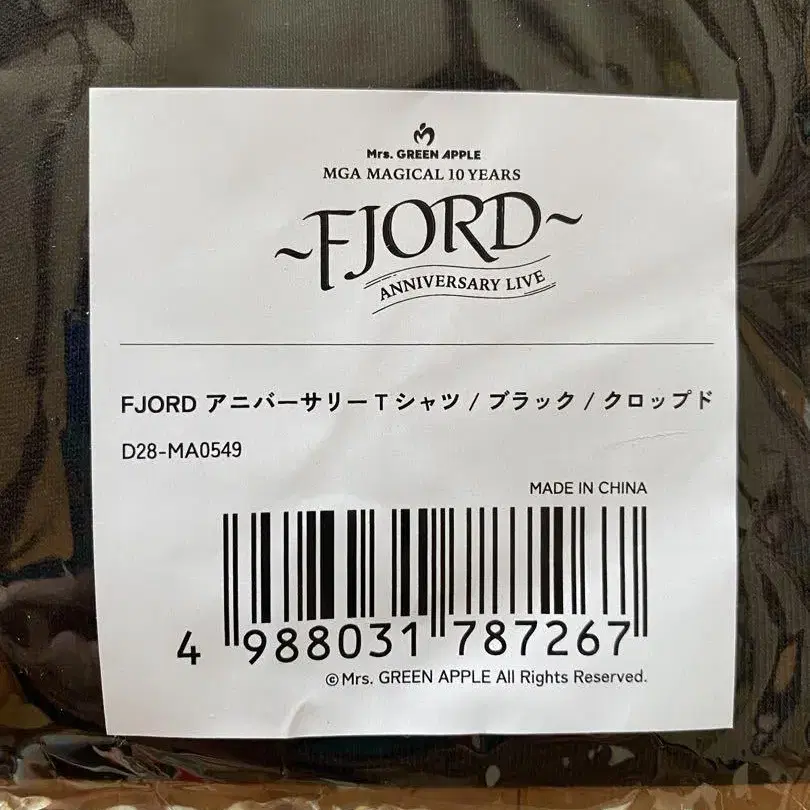 Mrs. GREEN APPLE
MGA MAGICAL 10 YEARS
~FJORD~
ANNIVERSARY LIVE
FJORD アニバーサリーTシャツ / ブラック / クロップド
D28-MA0549
MADE IN CHINA
4 988031 787267
©Mrs. GREEN APPLE All Rights Reserved.